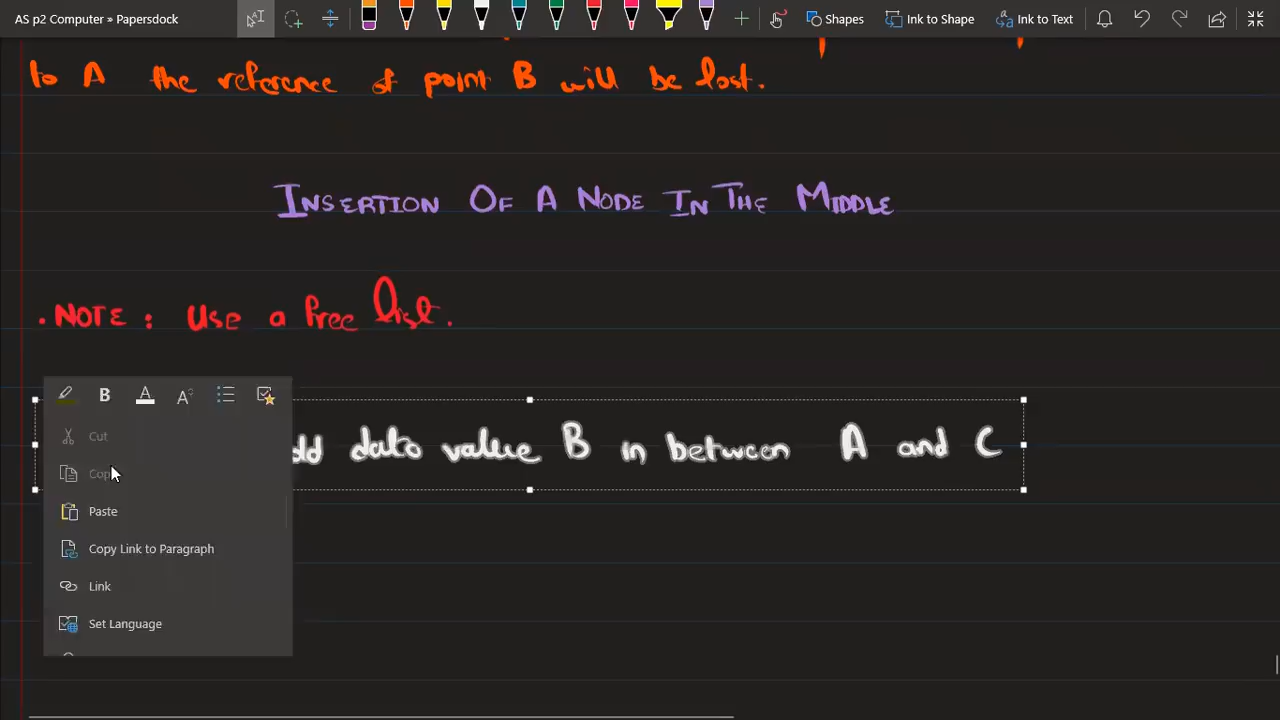 AS p2 Computer » Papersdock
Shapes
Ink to Shape
Ink to Text
to A the reference of point B will be lost.
INSERTION OF A NODE IN THE MIDDLE
. NOTE : Use a free list.
data value B in between A and C
Cut
Copy
Paste
Copy Link to Paragraph
Link
Set Language